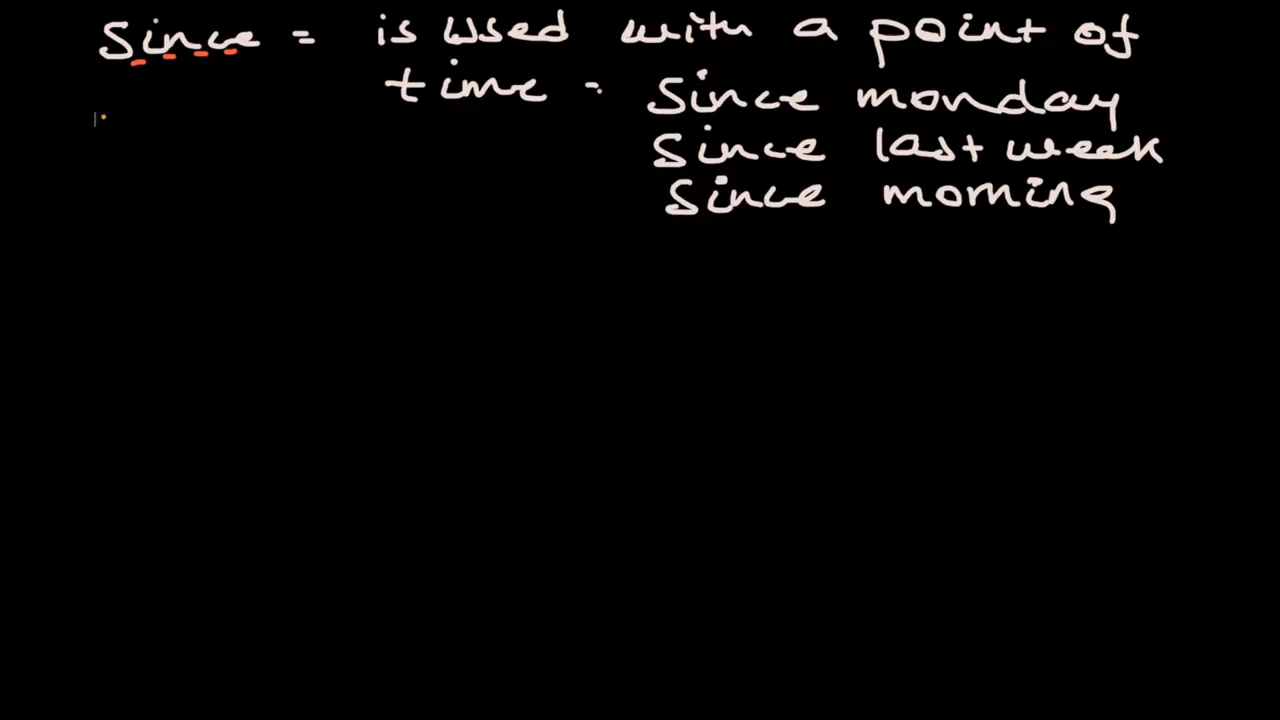 Since = is used with a point of
time - Since monday
Since last week
Since morning